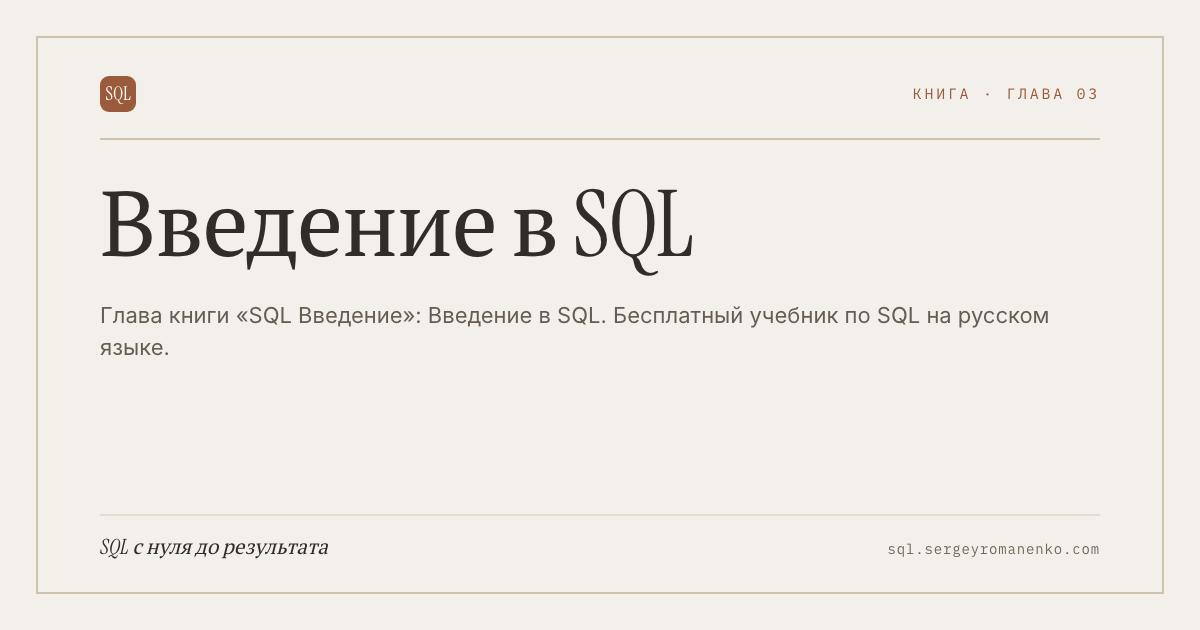 SQL
КНИГА · ГЛАВА 03
Введение в SQL
Глава книги «SQL Введение»: Введение в SQL. Бесплатный учебник по SQL на русском
языке.
SQL с нуля до результата
sql.sergeyromanenko.com